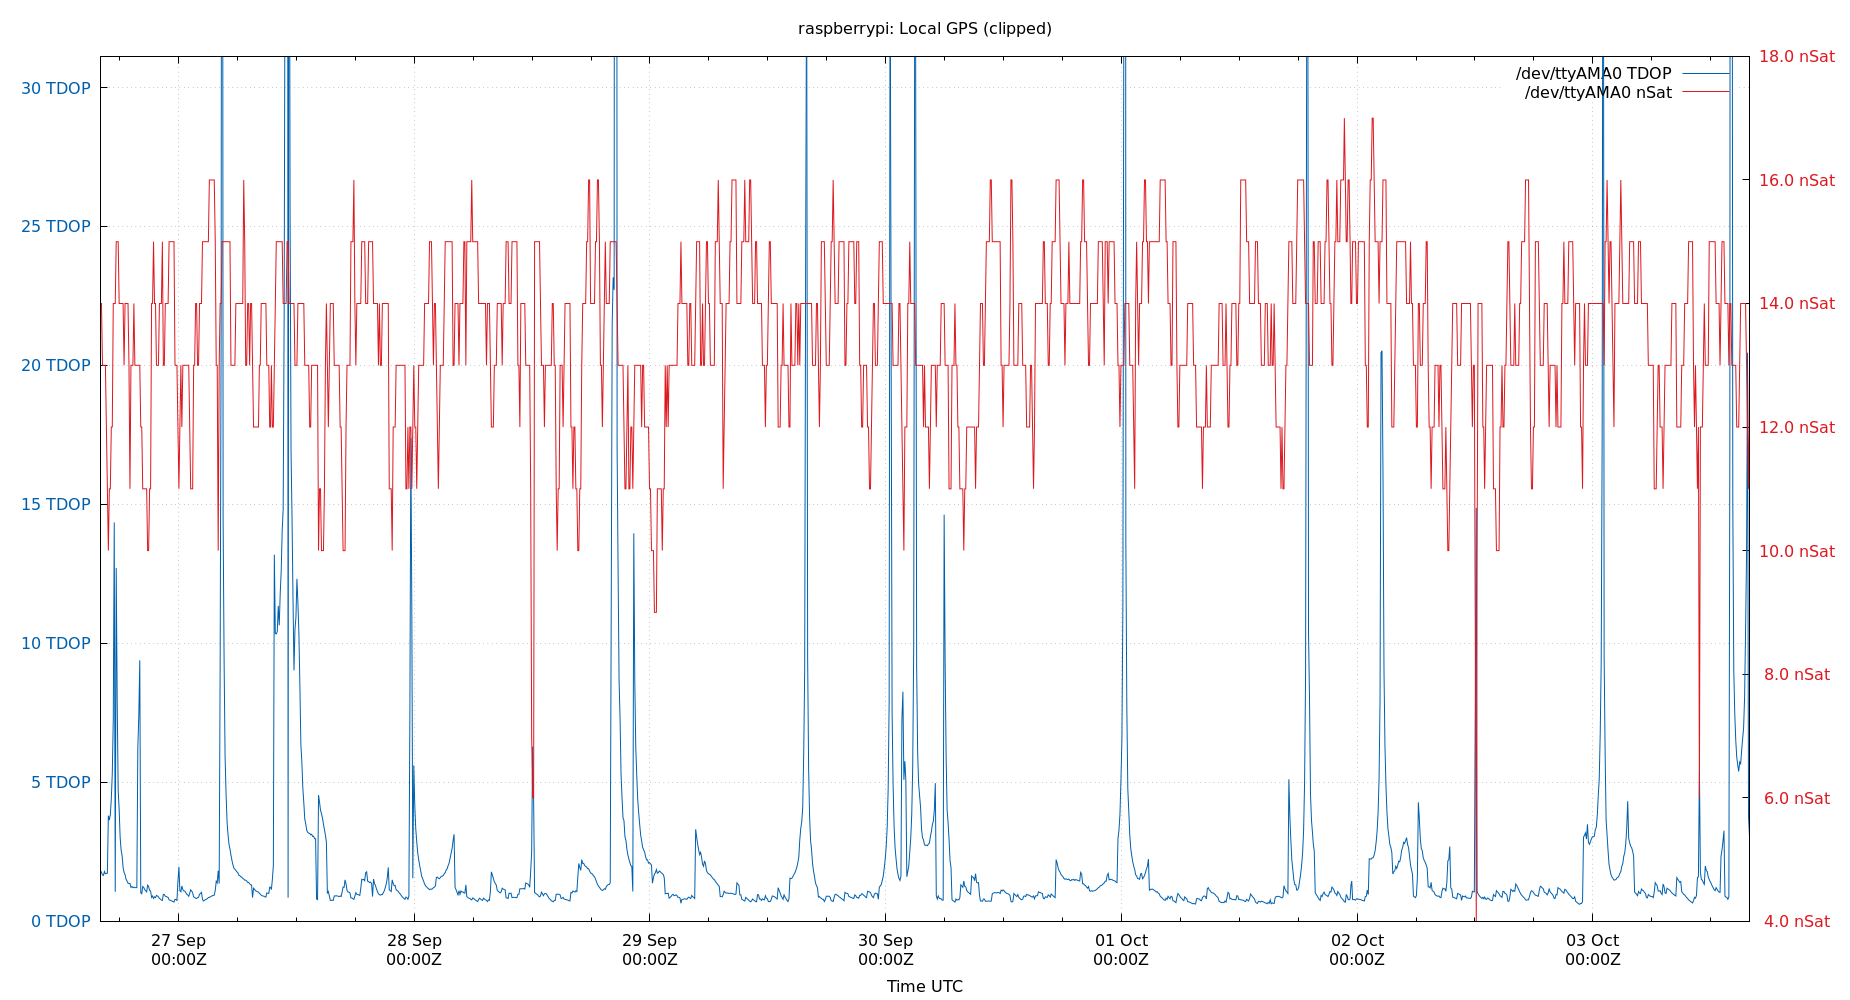 raspberrypi: Local GPS (clipped)
/dev/ttyAMA0 TDOP
/dev/ttyAMA0 nSat
30 TDOP
25 TDOP
20 TDOP
15 TDOP
10 TDOP
5 TDOP
0 TDOP
18.0 nSat
16.0 nSat
14.0 nSat
12.0 nSat
10.0 nSat
8.0 nSat
6.0 nSat
4.0 nSat
27 Sep
00:00Z
28 Sep
00:00Z
29 Sep
00:00Z
30 Sep
00:00Z
01 Oct
00:00Z
02 Oct
00:00Z
03 Oct
00:00Z
Time UTC